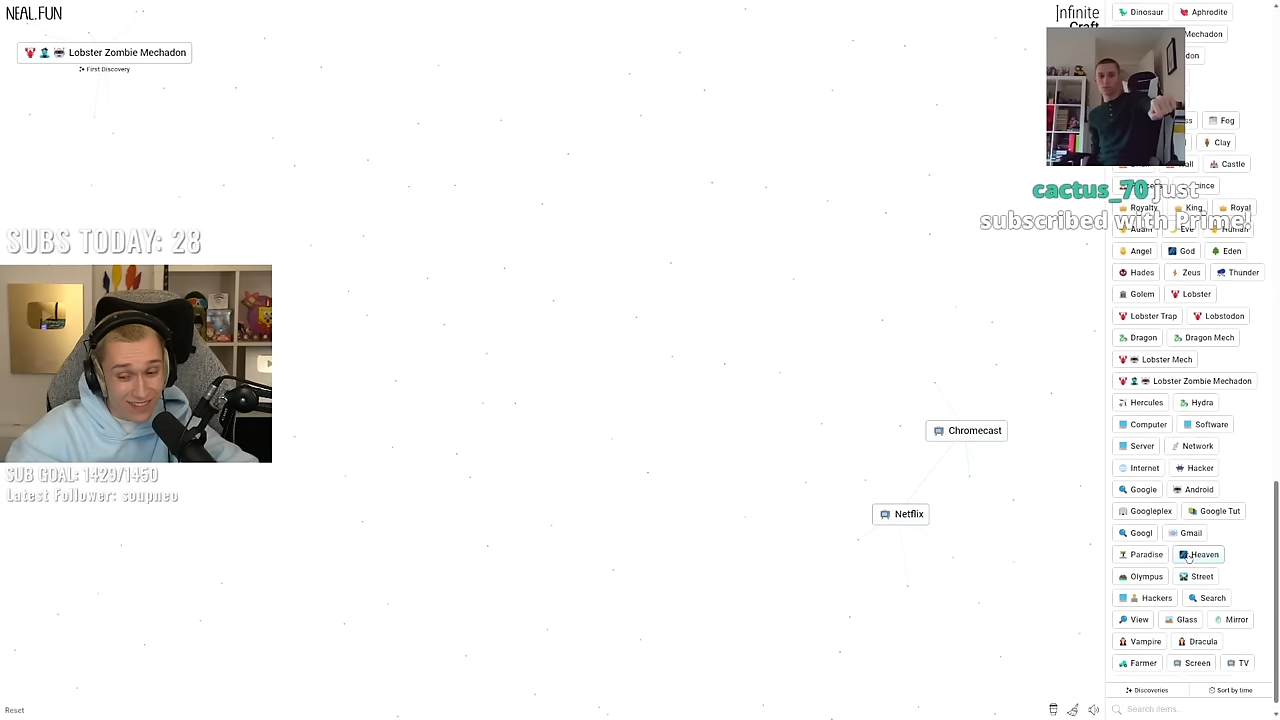 NEAL.FUN
Infinite
Craft
Lobster Zombie Mechadon
First Discovery
SUBS TODAY: 28
SUB GOAL: 1429/1450
Latest Follower: soupneo
Chromecast
Netflix
cactus_70 just
subscribed with Prime!
Dinosaur Aphrodite
Mechadon
Fog
Clay
Castle
Royalty King Royal
Adam Eve Human
Angel God Eden
Hades Zeus Thunder
Golem Lobster
Lobster Trap Lobstodon
Dragon Dragon Mech
Lobster Mech
Lobster Zombie Mechadon
Hercules Hydra
Computer Software
Server Network
Internet Hacker
Google Android
Googleplex Google Tut
Googl Gmail
Paradise Heaven
Olympus Street
Hackers Search
View Glass Mirror
Vampire Dracula
Farmer Screen TV
Discoveries Sort by time
Search items...
Reset